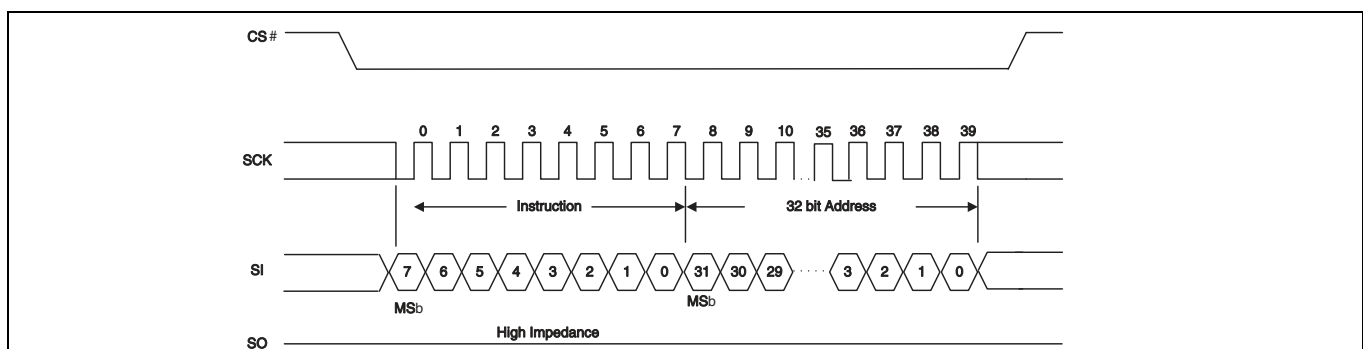 CS#
0 1 2 3 4 5 6 7 8 9 10 35 36 37 38 39
SCK
Instruction 32 bit Address
SI 7 6 5 4 3 2 1 0 31 30 29 3 2 1 0
MSb MSb
High Impedance
SO